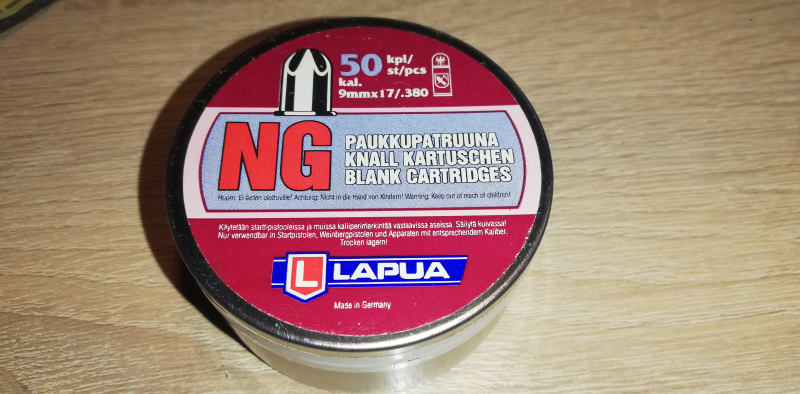 50 kpl/
st/pcs
kal.
9mmx17/.380
NG
PAUKKUPATRUUNA
KNALL KARTUSCHEN
BLANK CARTRIDGES
Huom. Ei lasten ulottuville! Achtung: Nicht in die Hand von Kindern! Warning: Keep out of reach of children!
Käytetään starttipistooleissa ja muissa kaliiperimerkintää vastaavissa aseissa. Säilytä kuivassa!
Nur verwendbar in Startpistolen, Weinbergpistolen und Apparaten mit entsprechendem Kaliber.
Trocken lagern!
L LAPUA
Made in Germany